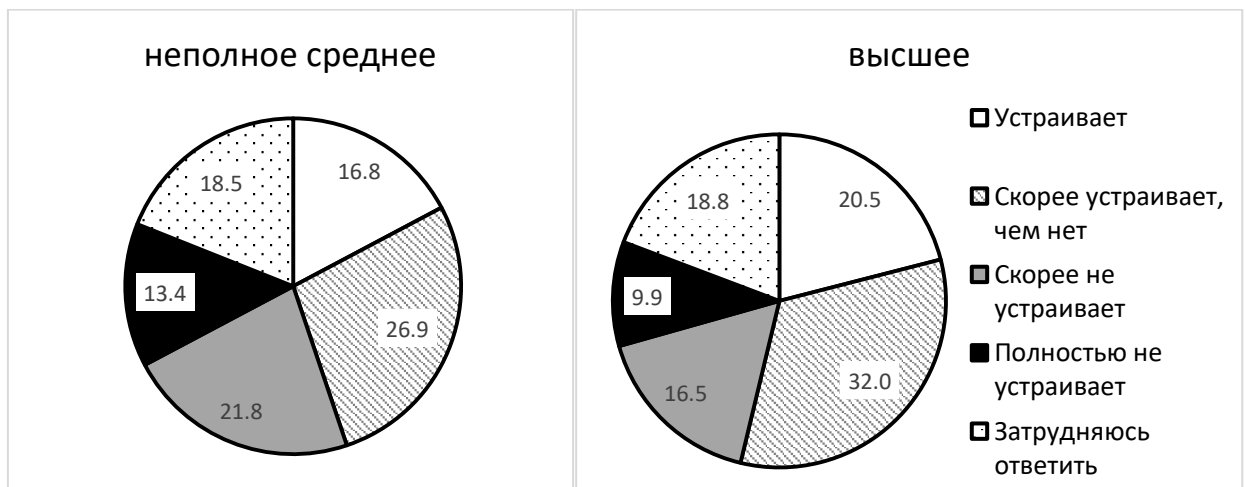 неполное среднее
16.8
26.9
21.8
13.4
18.5
высшее
20.5
32.0
16.5
9.9
18.8
Устраивает
Скорее устраивает,
чем нет
Скорее не
устраивает
Полностью не
устраивает
Затрудняюсь
ответить